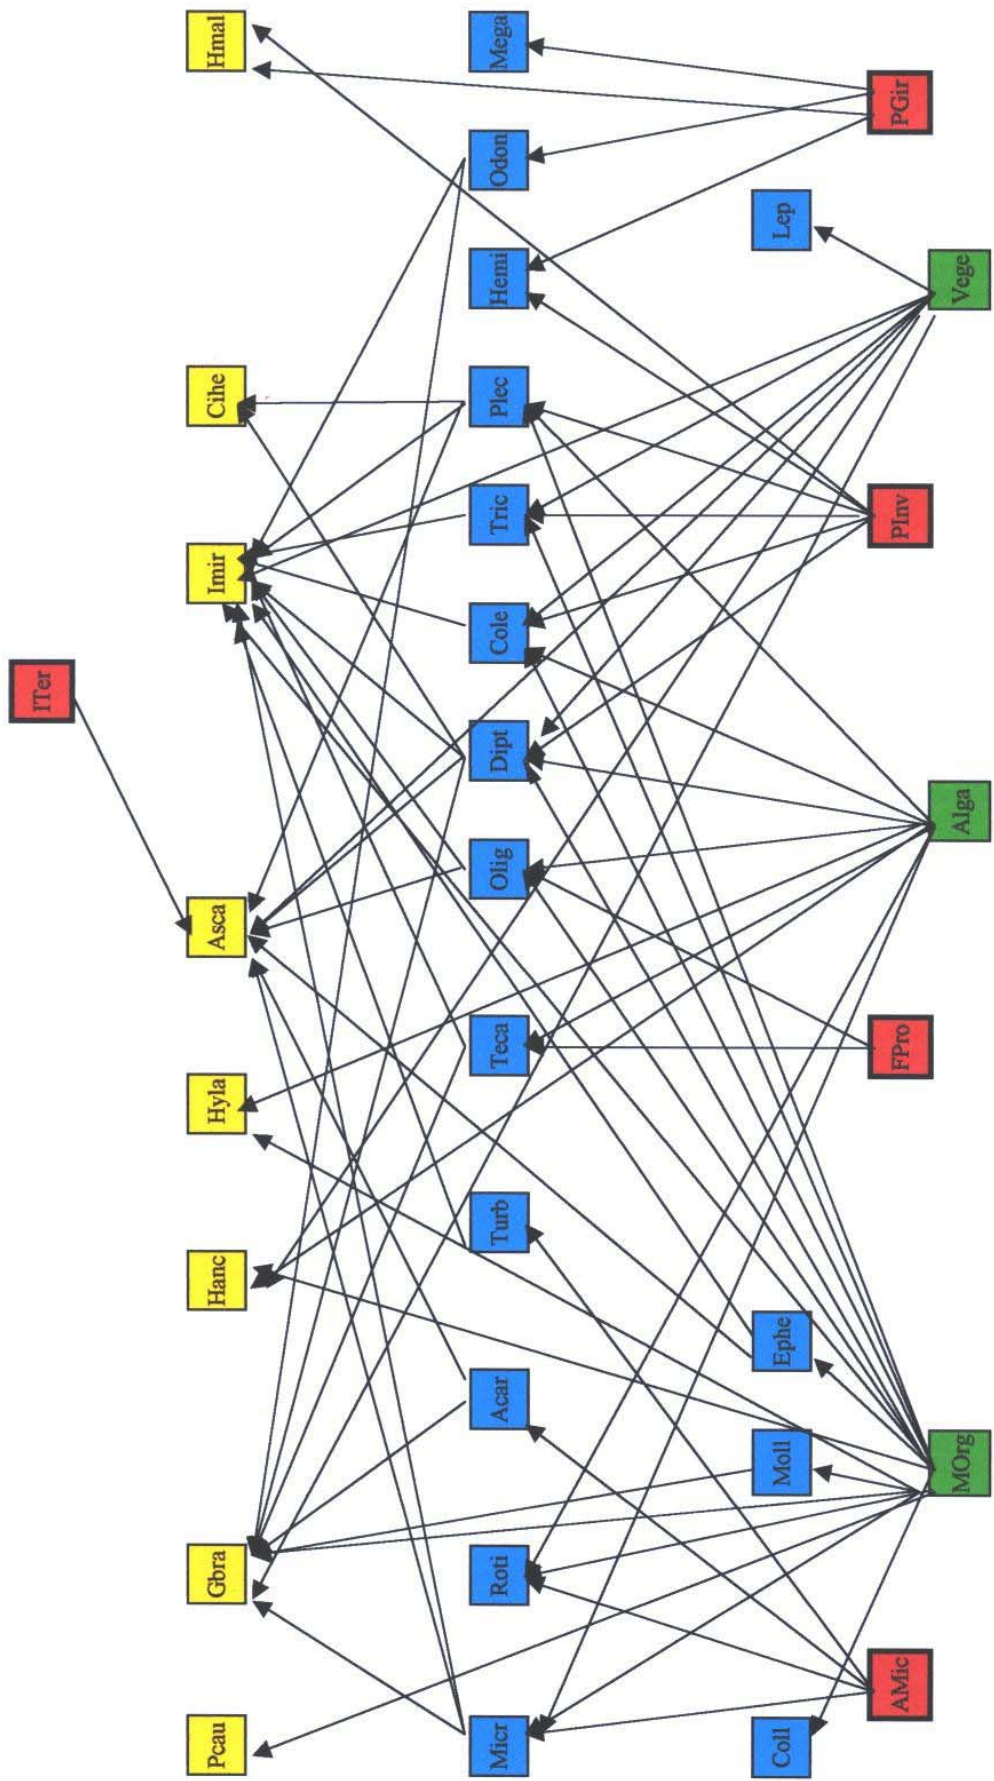 ITer
Pcau
Gbra
Hanc
Hyla
Asca
Imir
Cihe
Hmal
Micr
Roti
Acar
Turb
Teca
Olig
Dipt
Cole
Tric
Plec
Hemi
Odon
Mega
Coll
Moll
Ephe
Lep
AMic
FPro
PInv
PGir
MOrg
Alga
Vege